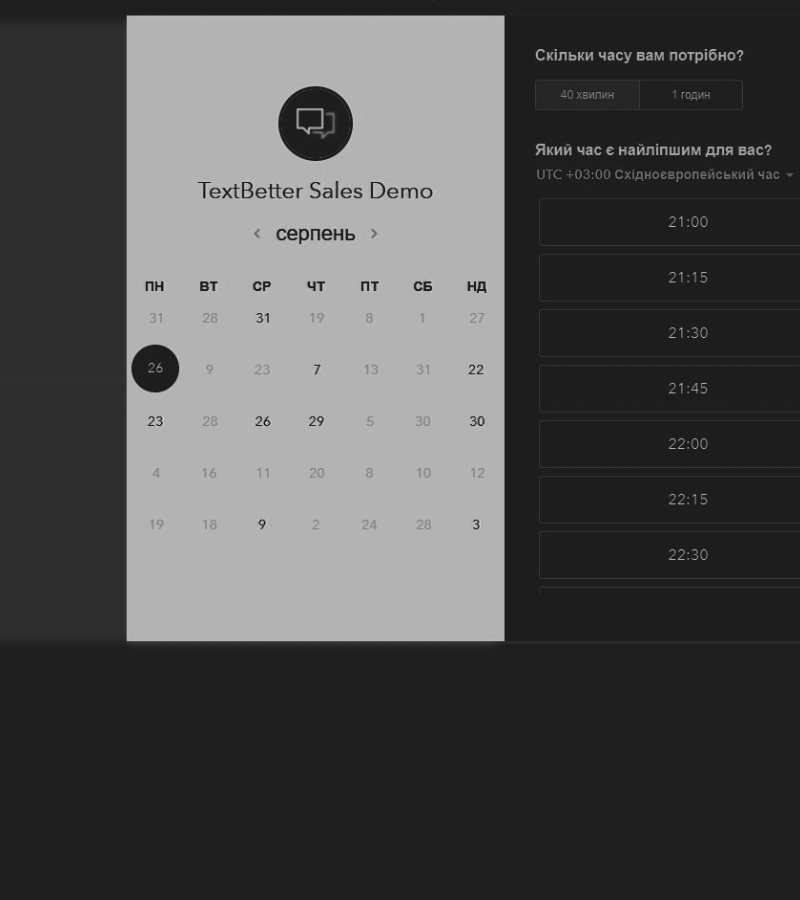 TextBetter Sales Demo
серпень
ПН ВТ СР ЧТ ПТ СБ НД
31 28 31 19 8 1 27
26 9 23 7 13 31 22
23 28 26 29 5 30 30
4 16 11 20 8 10 12
19 18 9 2 24 28 3
Скільки часу вам потрібно?
40 хвилин 1 годин
Який час є найліпшим для вас?
UTC +03:00 Східноєвропейський час
21:00
21:15
21:30
21:45
22:00
22:15
22:30